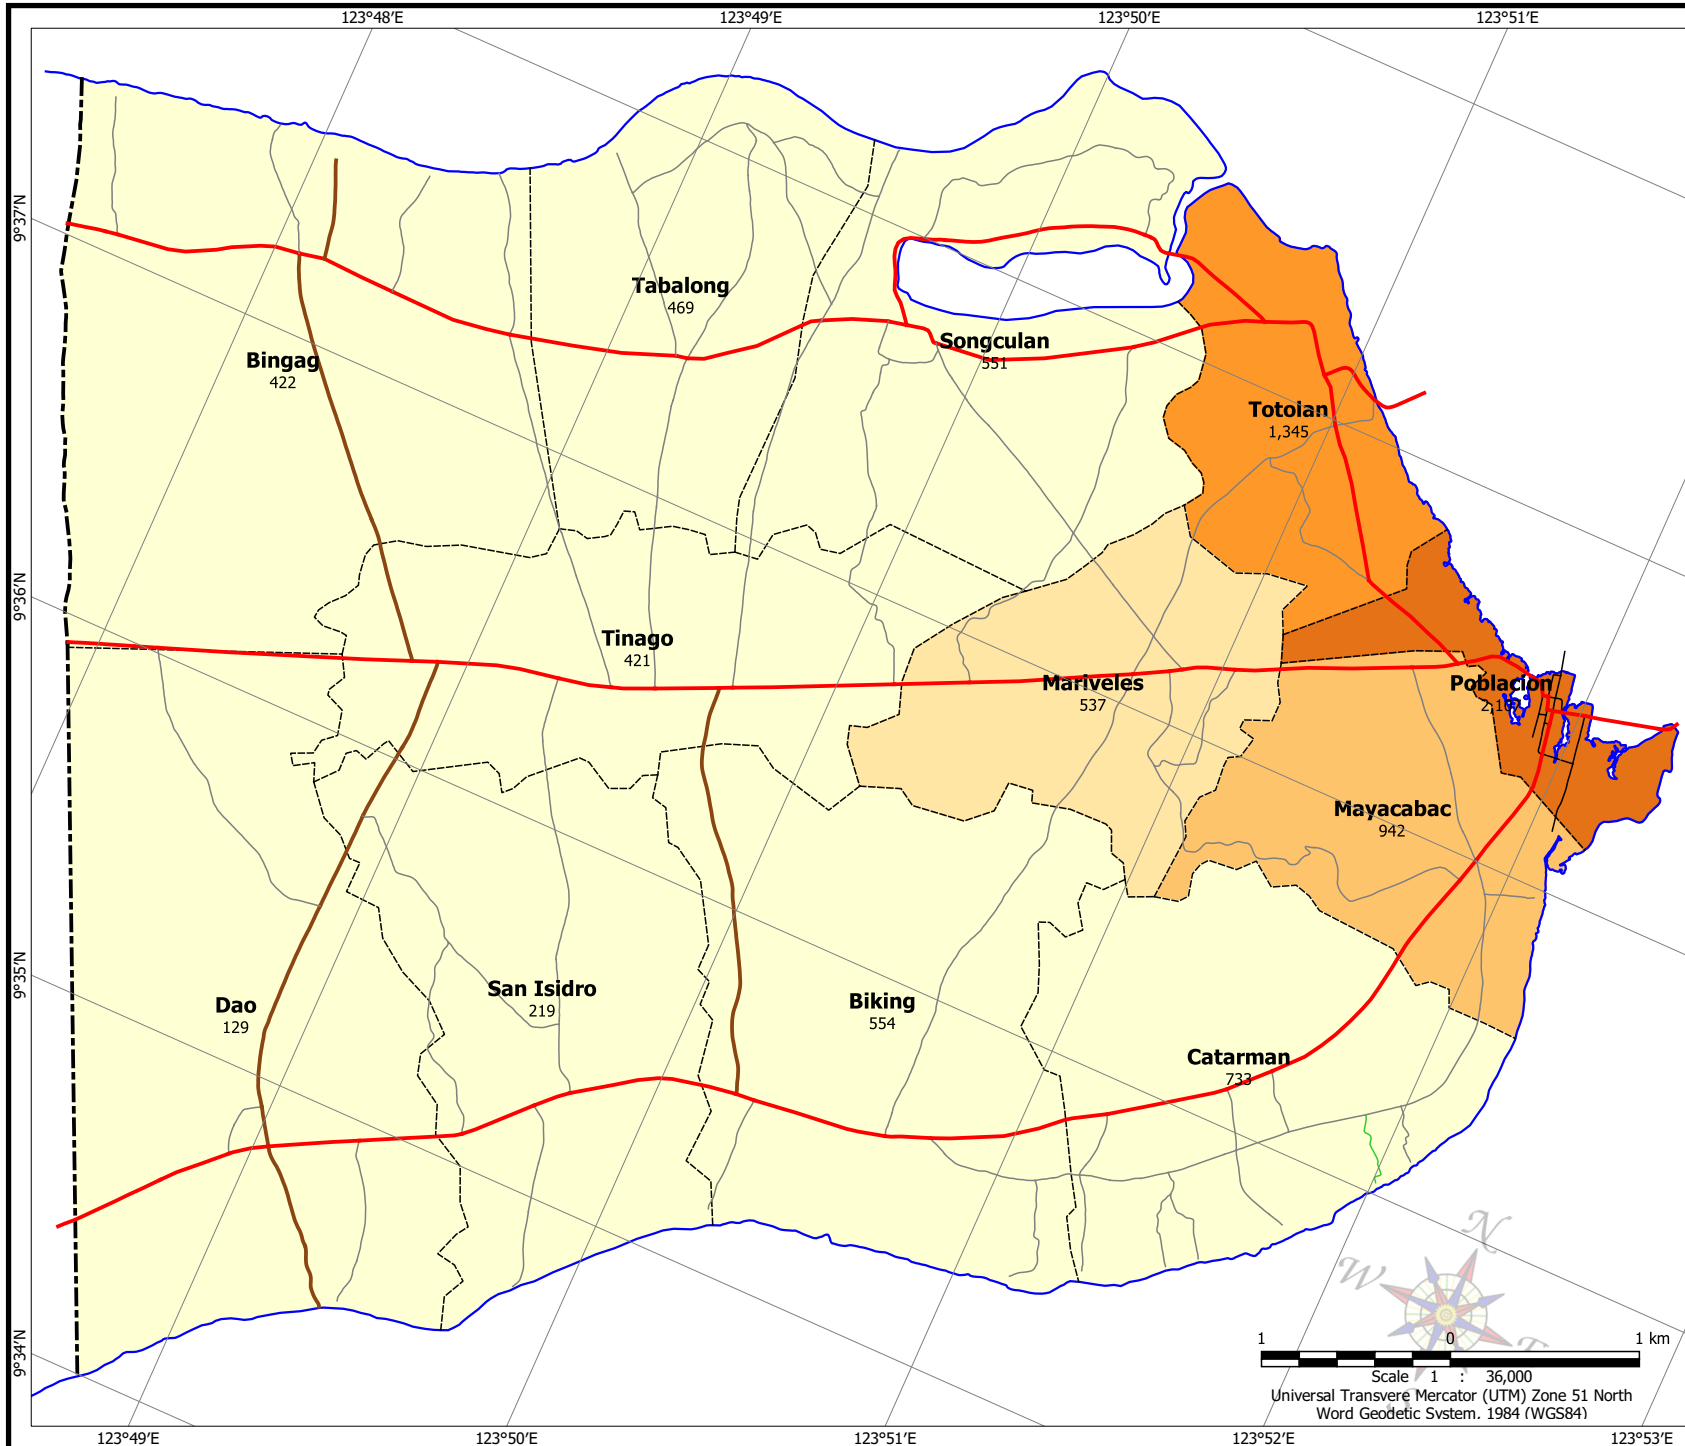 123°48'E
123°49'E
123°50'E
123°51'E
9°37'N
Tabalong
469
Songculan
551
Bingag
422
Totoian
1,345
9°36'N
Tinago
421
Mariveles
537
Poblacion
Mayacabac
942
9°35'N
San Isidro
219
Biking
554
Dao
129
Catarman
733
N
W
9°34'N
1 0 1 km
Scale 1 : 36,000
Universal Transvere Mercator (UTM) Zone 51 North
Word Geodetic System, 1984 (WGS84)
123°49'E
123°50'E
123°51'E
123°52'E
123°53'E